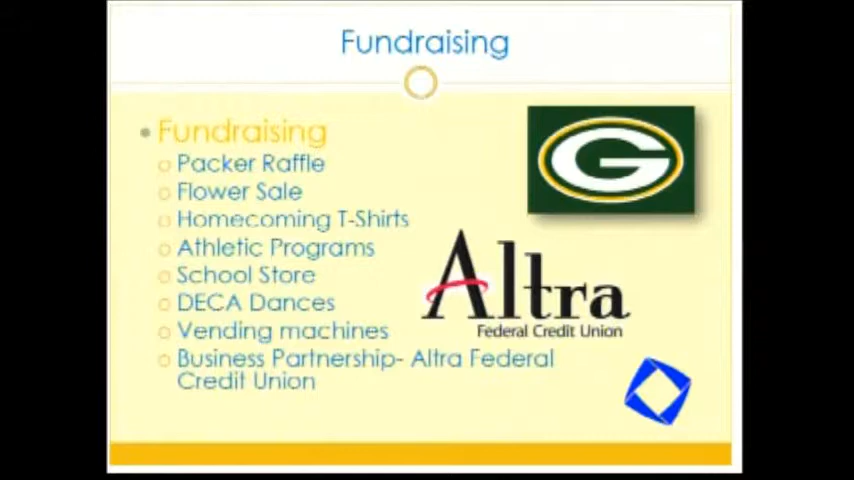 Fundraising
Fundraising
Packer Raffle
Flower Sale
Homecoming T-Shirts
Athletic Programs
School Store
DECA Dances
Vending machines
Business Partnership- Altra Federal
Credit Union
G
Altra
Federal Credit Union